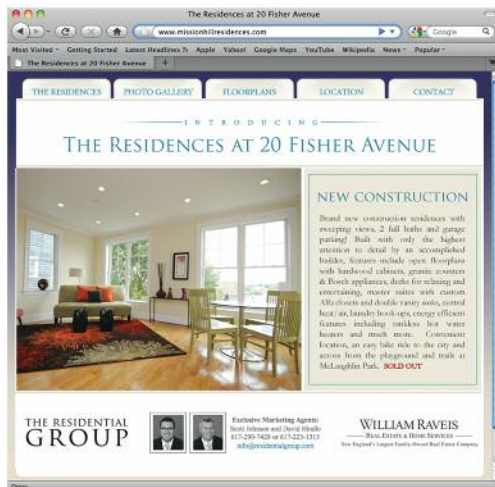 The Residences at 20 Fisher Avenue
www.missionhillresidences.com
Google
Most Visited Getting Started Latest Headlines Apple Yahoo! Google Maps YouTube Wikipedia News Popular
The Residences at 20 Fisher Avenue
THE RESIDENCES PHOTO GALLERY FLOORPLANS LOCATION CONTACT
INTRODUCING
THE RESIDENCES AT 20 FISHER AVENUE
NEW CONSTRUCTION
Brand new construction residences with
sweeping views, 2 full baths and garage
parking! Built with only the highest
attention to detail by an accomplished
builder, features include open floorplans
with hardwood cabinets, granite counters
& Bosch appliances, decks for relaxing and
entertaining, master suites with custom
Alfa closets and double vanity sinks, central
heat/air, laundry hook-ups, energy efficient
features including tankless hot water
heaters and much more. Convenient
location, an easy bike ride to the city and
across from the playground and trails at
McLaughlin Park. SOLD OUT
THE RESIDENTIAL
GROUP
Exclusive Marketing Agents:
Scott Johnson and David Hindle
617-290-7428 or 617-223-1315
info@residentialgroup.com
WILLIAM RAVEIS
REAL ESTATE & HOME SERVICES
New England's Largest Family-Owned Real Estate Company
Done